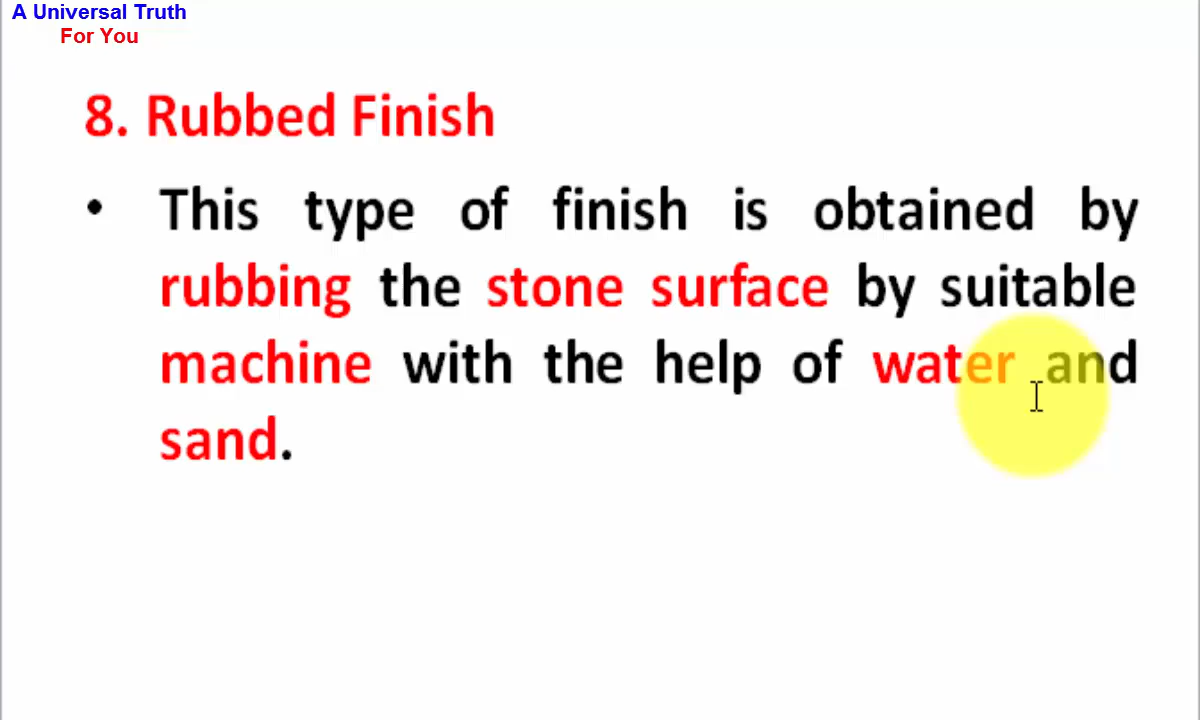 A Universal Truth
For You
8. Rubbed Finish
• This type of finish is obtained by
rubbing the stone surface by suitable
machine with the help of water and
sand.